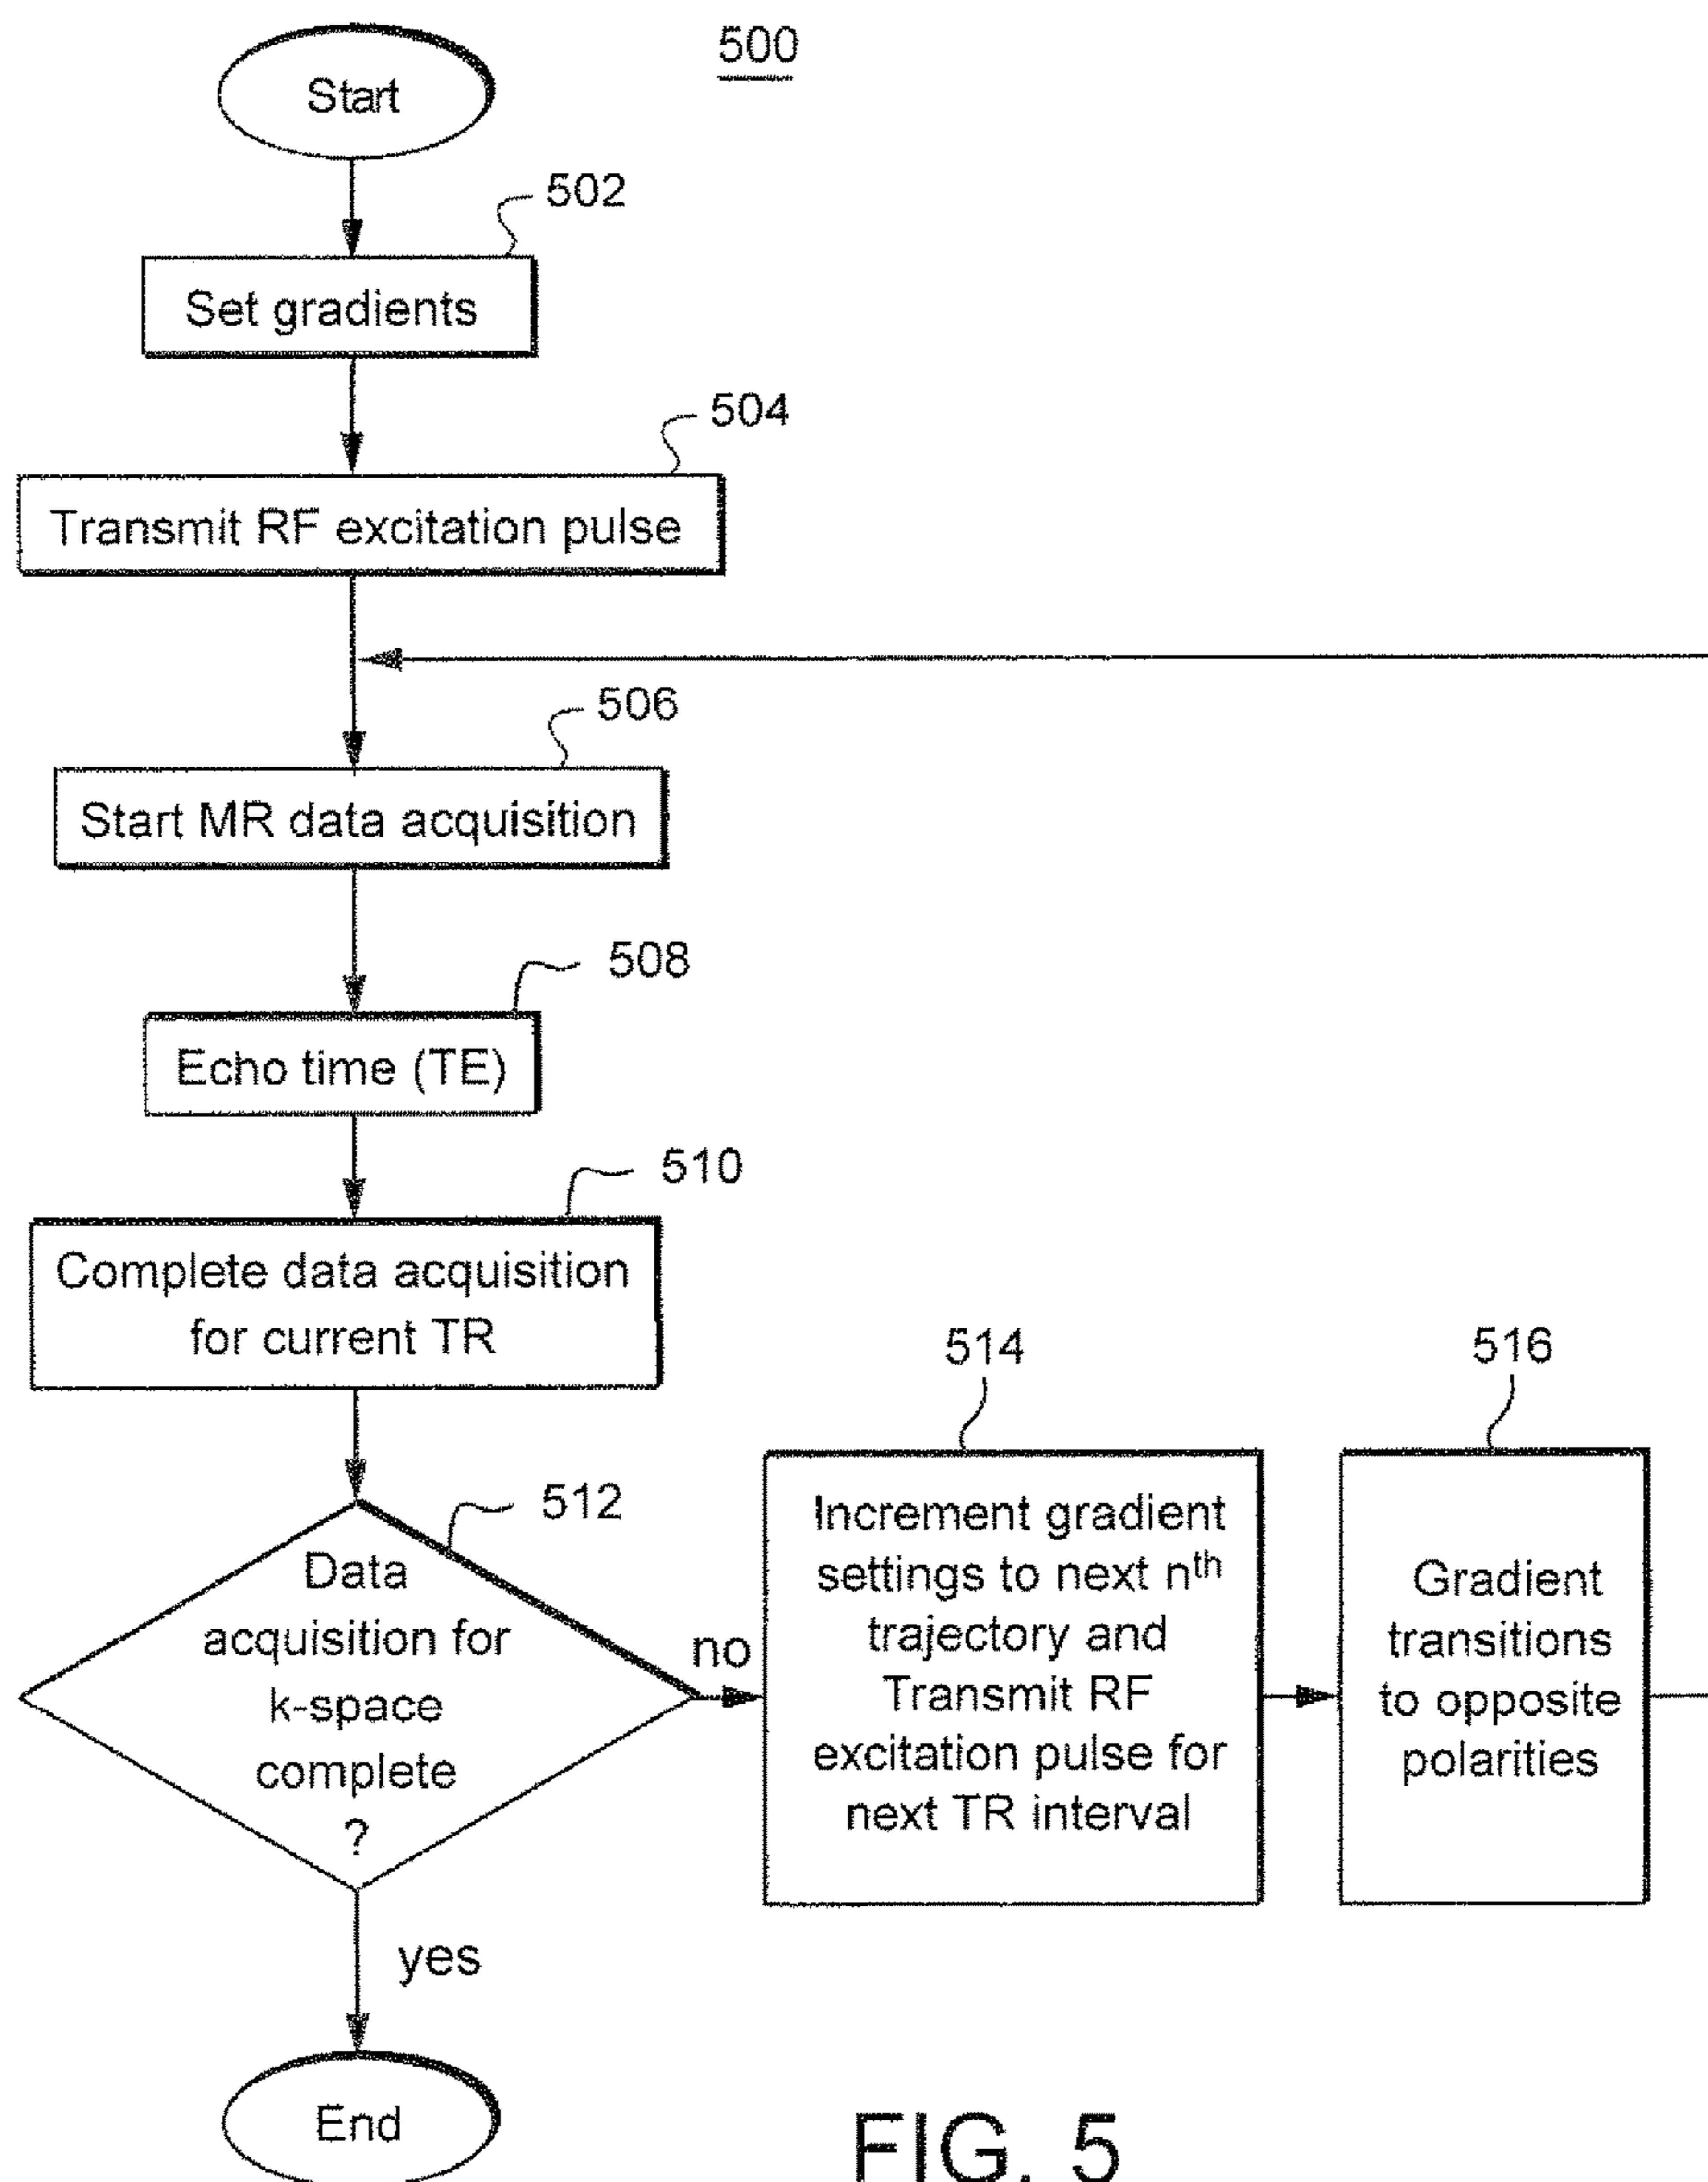 500
Start
502
Set gradients
504
Transmit RF excitation pulse
506
Start MR data acquisition
508
Echo time (TE)
510
Complete data acquisition
for current TR
512
Data
acquisition for
k-space
complete
?
no
yes
514
Increment gradient
settings to next nth
trajectory and
Transmit RF
excitation pulse for
next TR interval
516
Gradient
transitions
to opposite
polarities
End
FIG. 5